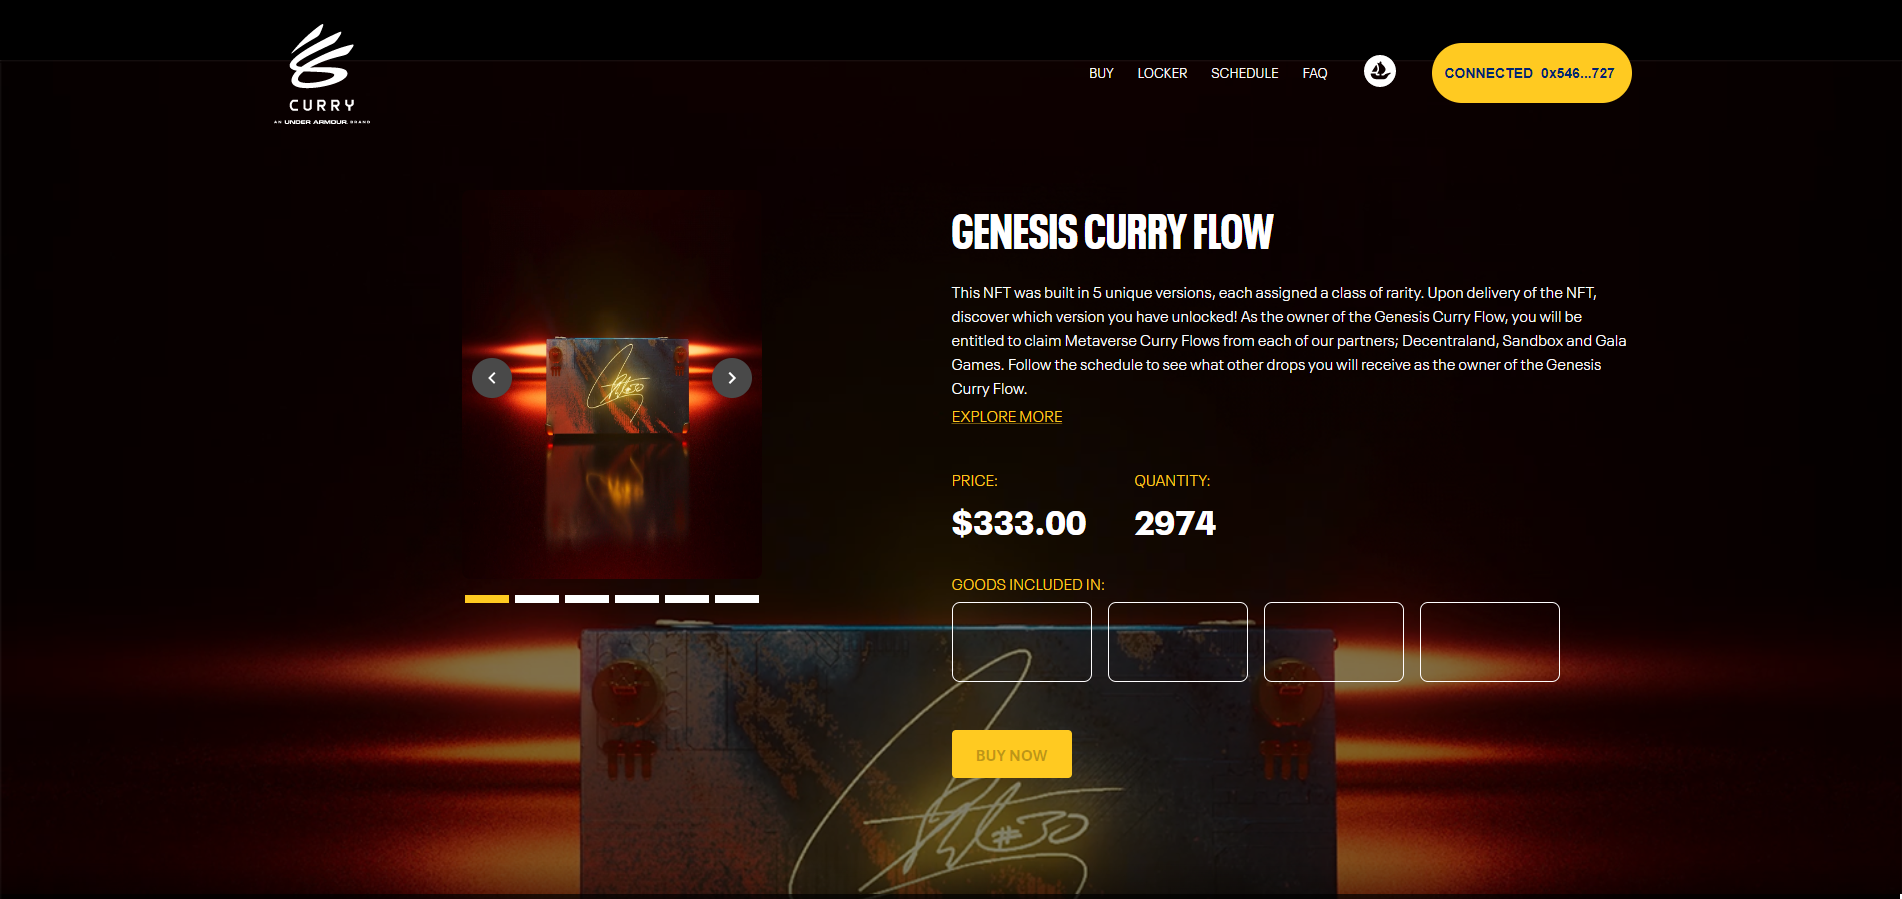 CURRY
AN UNDER ARMOUR BRAND
BUY LOCKER SCHEDULE FAQ
CONNECTED 0x546...727
GENESIS CURRY FLOW
This NFT was built in 5 unique versions, each assigned a class of rarity. Upon delivery of the NFT,
discover which version you have unlocked! As the owner of the Genesis Curry Flow, you will be
entitled to claim Metaverse Curry Flows from each of our partners; Decentraland, Sandbox and Gala
Games. Follow the schedule to see what other drops you will receive as the owner of the Genesis
Curry Flow.
EXPLORE MORE
PRICE: QUANTITY:
$333.00 2974
GOODS INCLUDED IN:
BUY NOW
#30